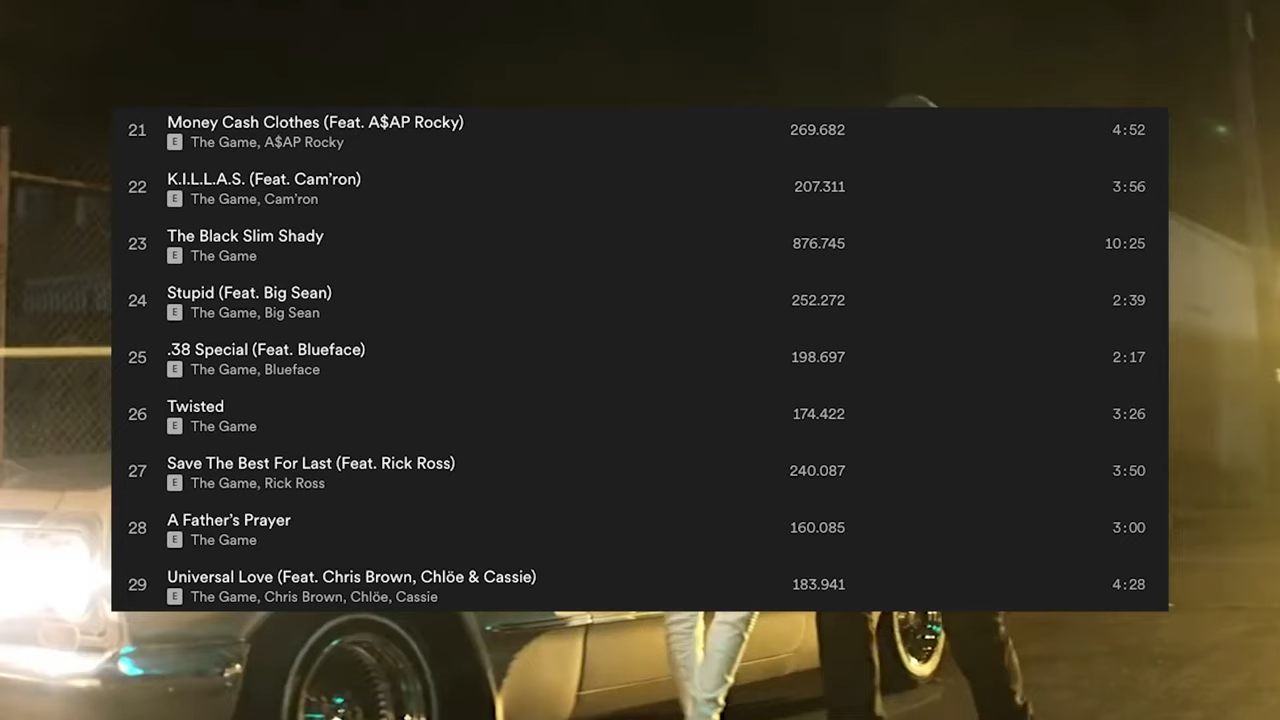 21 Money Cash Clothes (Feat. A$AP Rocky) 269.682 4:52
E The Game, A$AP Rocky
22 K.I.L.L.A.S. (Feat. Cam'ron) 207.311 3:56
E The Game, Cam'ron
23 The Black Slim Shady 876.745 10:25
E The Game
24 Stupid (Feat. Big Sean) 252.272 2:39
E The Game, Big Sean
25 .38 Special (Feat. Blueface) 198.697 2:17
E The Game, Blueface
26 Twisted 174.422 3:26
E The Game
27 Save The Best For Last (Feat. Rick Ross) 240.087 3:50
E The Game, Rick Ross
28 A Father's Prayer 160.085 3:00
E The Game
29 Universal Love (Feat. Chris Brown, Chlöe & Cassie) 183.941 4:28
E The Game, Chris Brown, Chlöe, Cassie